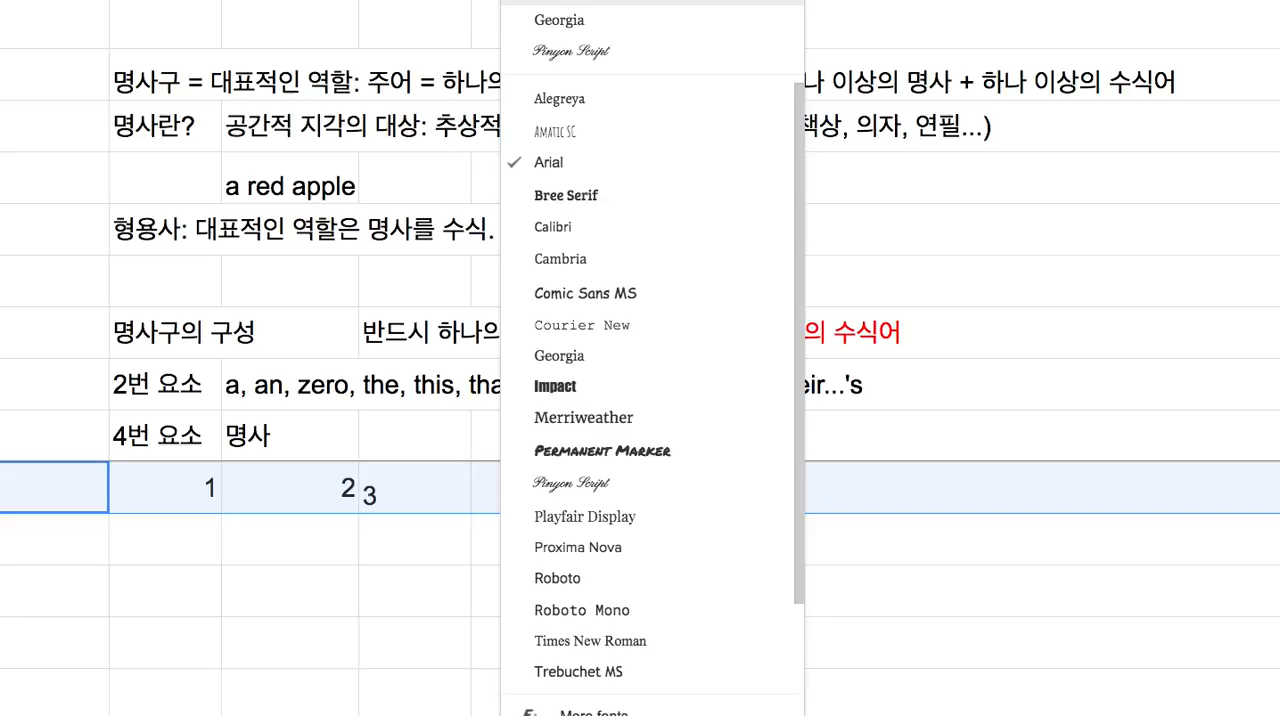 Georgia
Pinyon Script
명사구 = 대표적인 역할: 주어 = 하나의
이상의 명사 + 하나 이상의 수식어
명사란? 공간적 지각의 대상: 추상적
책상, 의자, 연필...)
a red apple
형용사: 대표적인 역할은 명사를 수식.
명사구의 구성 반드시 하나의
의 수식어
2번 요소 a, an, zero, the, this,
...'s
4번 요소 명사
1 2 3
Alegreya
Amatic SC
Arial
Bree Serif
Calibri
Cambria
Comic Sans MS
Courier New
Georgia
Impact
Merriweather
Permanent Marker
Pinyon Script
Playfair Display
Proxima Nova
Roboto
Roboto Mono
Times New Roman
Trebuchet MS
More fonts